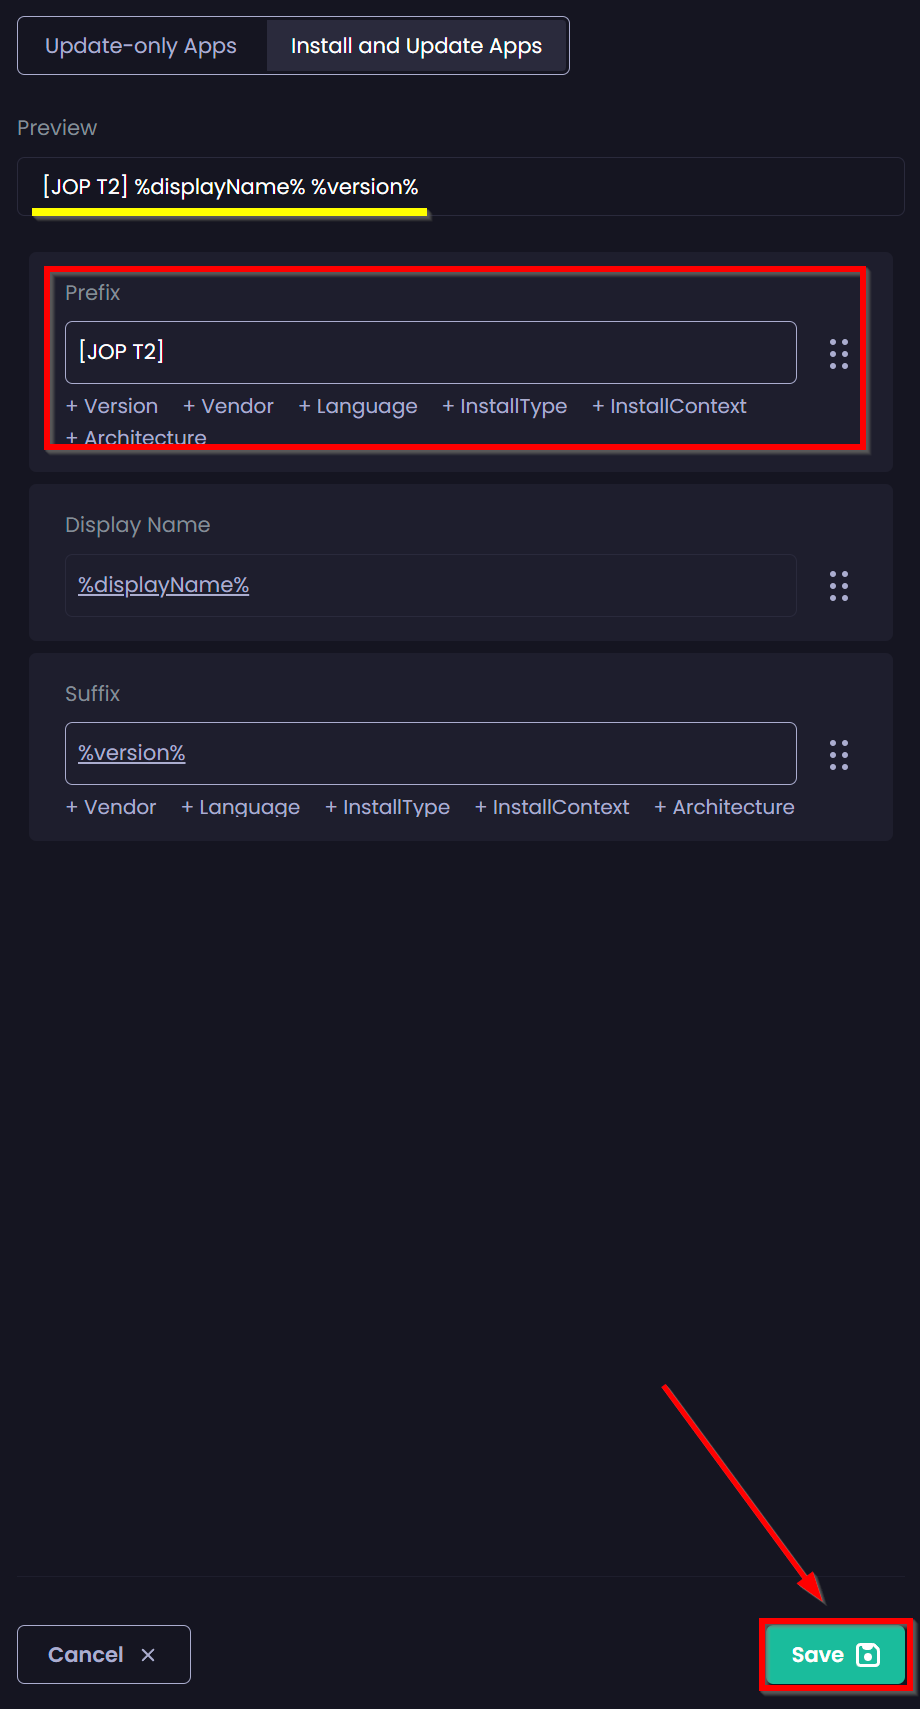 Update-only Apps Install and Update Apps
Preview
[JOP T2] %displayName% %version%
Prefix
[JOP T2]
+ Version + Vendor + Language + InstallType + InstallContext
+ Architecture
Display Name
%displayName%
Suffix
%version%
+ Vendor + Language + InstallType + InstallContext + Architecture
Cancel Save